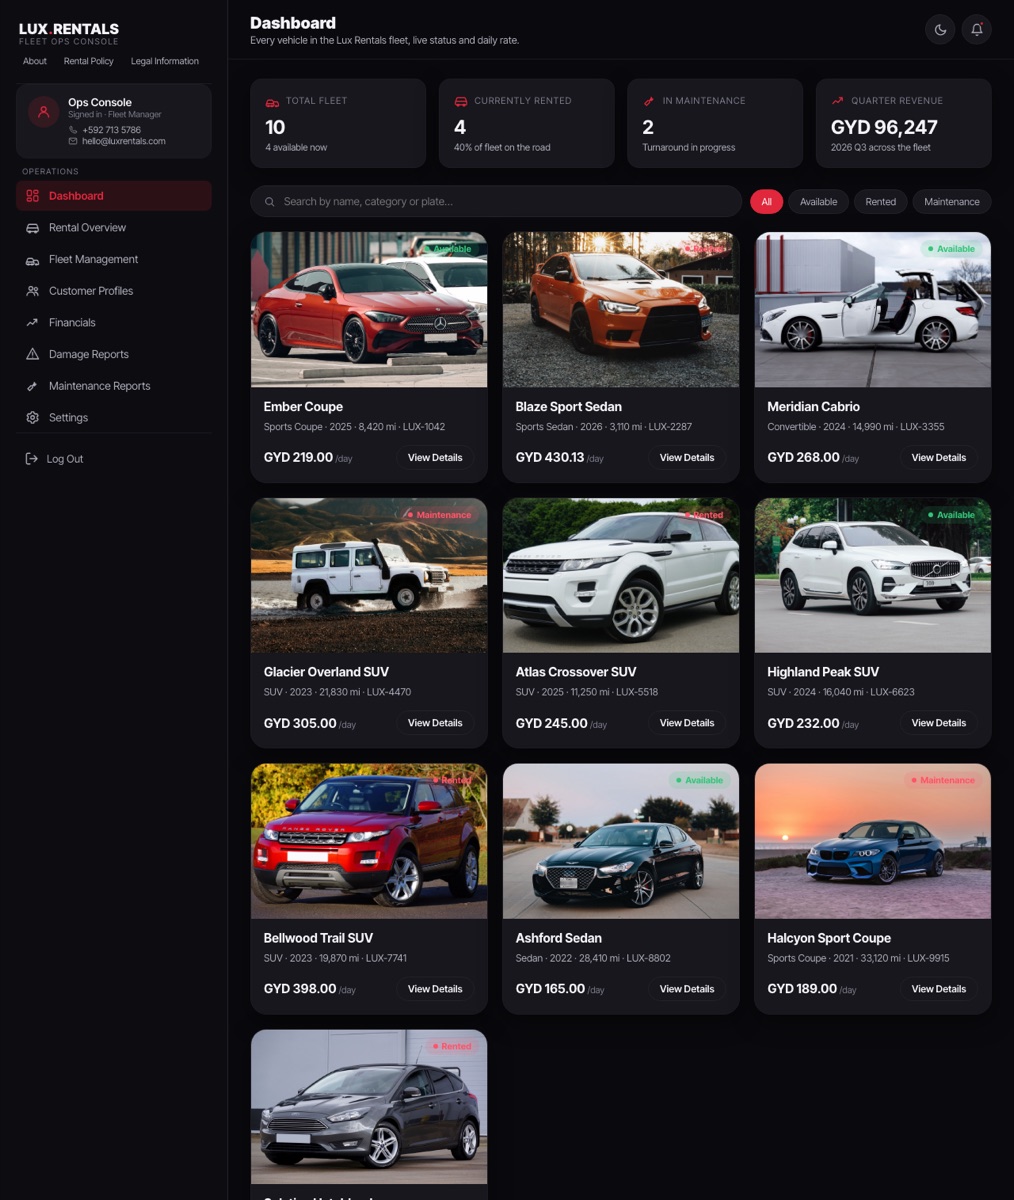 LUX.RENTALS
FLEET OPS CONSOLE
About Rental Policy Legal Information
Ops Console
Signed in · Fleet Manager
+592 713 5786
hello@luxrentals.com
OPERATIONS
Dashboard
Rental Overview
Fleet Management
Customer Profiles
Financials
Damage Reports
Maintenance Reports
Settings
Log Out
Dashboard
Every vehicle in the Lux Rentals fleet, live status and daily rate.
TOTAL FLEET
10
4 available now
CURRENTLY RENTED
4
40% of fleet on the road
IN MAINTENANCE
2
Turnaround in progress
QUARTER REVENUE
GYD 96,247
2026 Q3 across the fleet
Search by name, category or plate...
All Available Rented Maintenance
Available
Ember Coupe
Sports Coupe · 2025 · 8,420 mi · LUX-1042
GYD 219.00 /day View Details
Blaze Sport Sedan
Sports Sedan · 2026 · 3,110 mi · LUX-2287
GYD 430.13 /day View Details
Available
Meridian Cabrio
Convertible · 2024 · 14,990 mi · LUX-3355
GYD 268.00 /day View Details
Maintenance
Glacier Overland SUV
SUV · 2023 · 21,830 mi · LUX-4470
GYD 305.00 /day View Details
Rented
Atlas Crossover SUV
SUV · 2025 · 11,250 mi · LUX-5518
GYD 245.00 /day View Details
Available
Highland Peak SUV
SUV · 2024 · 16,040 mi · LUX-6623
GYD 232.00 /day View Details
Rented
RANGE ROVER
Bellwood Trail SUV
SUV · 2023 · 19,870 mi · LUX-7741
GYD 398.00 /day View Details
Available
Ashford Sedan
Sedan · 2022 · 28,410 mi · LUX-8802
GYD 165.00 /day View Details
Maintenance
Halcyon Sport Coupe
Sports Coupe · 2021 · 33,120 mi · LUX-9915
GYD 189.00 /day View Details
Rented